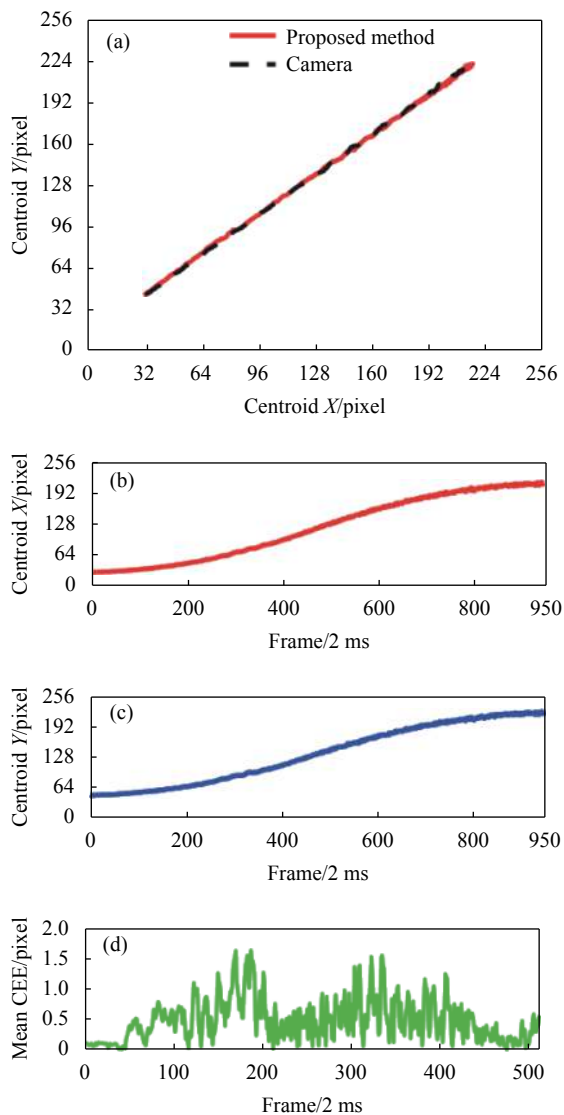 256
(a)
Proposed method
224
Camera
192
160
128
96
64
32
0
Centroid Y/pixel
0 32 64 96 128 160 192 224 256
Centroid X/pixel
256
(b)
192
128
64
0
Centroid X/pixel
0 200 400 600 800 950
Frame/2 ms
256
(c)
192
128
64
0
Centroid Y/pixel
0 200 400 600 800 950
Frame/2 ms
2.0
(d)
1.5
1.0
0.5
0
Mean CEE/pixel
0 100 200 300 400 500
Frame/2 ms